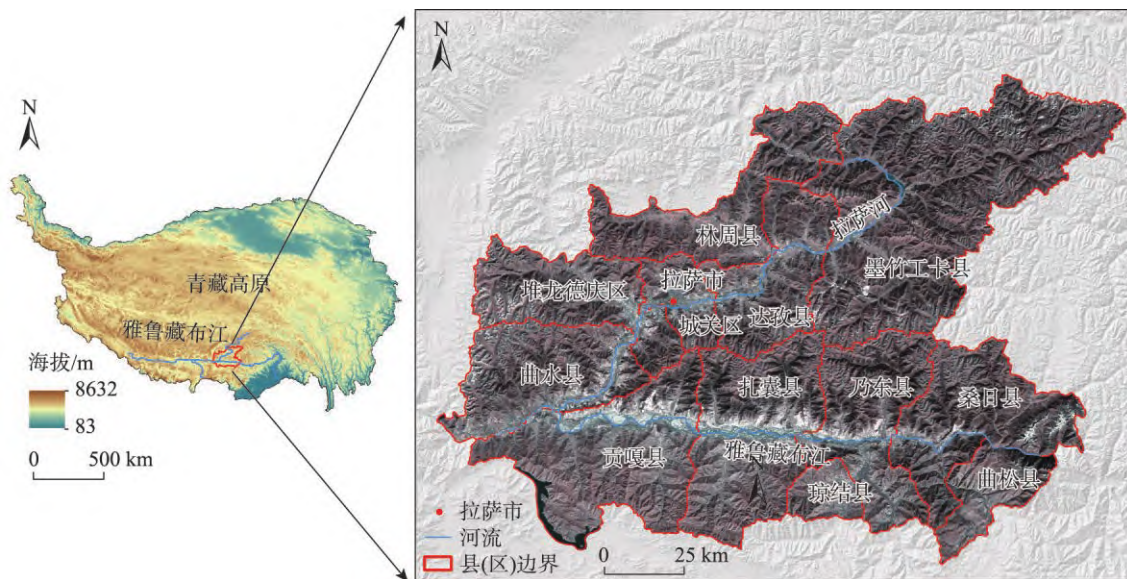 N
青藏高原
雅鲁藏布江
海拔/m
8632
83
0 500 km
N
林周县
拉萨河
墨竹工卡县
堆龙德庆区
拉萨市
城关区
达孜县
曲水县
扎囊县
乃东县
桑日县
贡嘎县
雅鲁藏布江
琼结县
曲松县
拉萨市
河流
县(区)边界
0 25 km